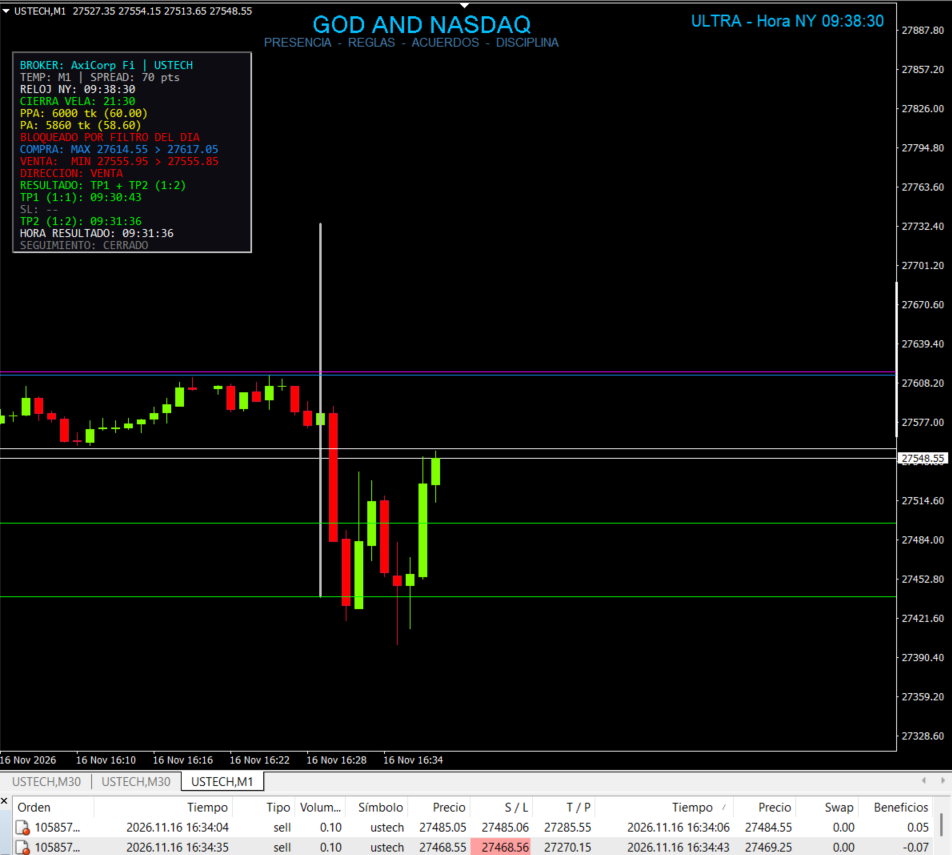 USTECH,M1 27527.35 27554.15 27513.65 27548.55
GOD AND NASDAQ
PRESENCIA - REGLAS - ACUERDOS - DISCIPLINA
ULTRA - Hora NY 09:38:30
BROKER: AxiCorp Fi | USTECH
TEMP: M1 | SPREAD: 70 pts
RELOJ NY: 09:38:30
CIERRA VELA: 21:30
PPA: 6000 tk (60.00)
PA: 5860 tk (58.60)
BLOQUEADO POR FILTRO DEL DIA
COMPRA: MAX 27614.55 > 27617.05
VENTA: MIN 27555.95 > 27555.85
DIRECCION: VENTA
RESULTADO: TP1 + TP2 (1:2)
TP1 (1:1): 09:30:43
SL: --
TP2 (1:2): 09:31:36
HORA RESULTADO: 09:31:36
SEGUIMIENTO: CERRADO
27887.80
27857.20
27826.00
27794.80
27763.60
27732.40
27701.20
27670.60
27639.40
27608.20
27577.00
27548.55
27514.60
27484.00
27452.80
27421.60
27390.40
27359.20
27328.60
16 Nov 2026 16 Nov 16:10 16 Nov 16:16 16 Nov 16:22 16 Nov 16:28 16 Nov 16:34
USTECH,M30 USTECH,M30 USTECH,M1
Orden Tiempo Tipo Volum... Símbolo Precio S / L T / P Tiempo / Precio Swap Beneficios
105857... 2026.11.16 16:34:04 sell 0.10 ustech 27485.05 27485.06 27285.55 2026.11.16 16:34:06 27484.55 0.00 0.05
105857... 2026.11.16 16:34:35 sell 0.10 ustech 27468.55 27468.56 27270.15 2026.11.16 16:34:43 27469.25 0.00 -0.07